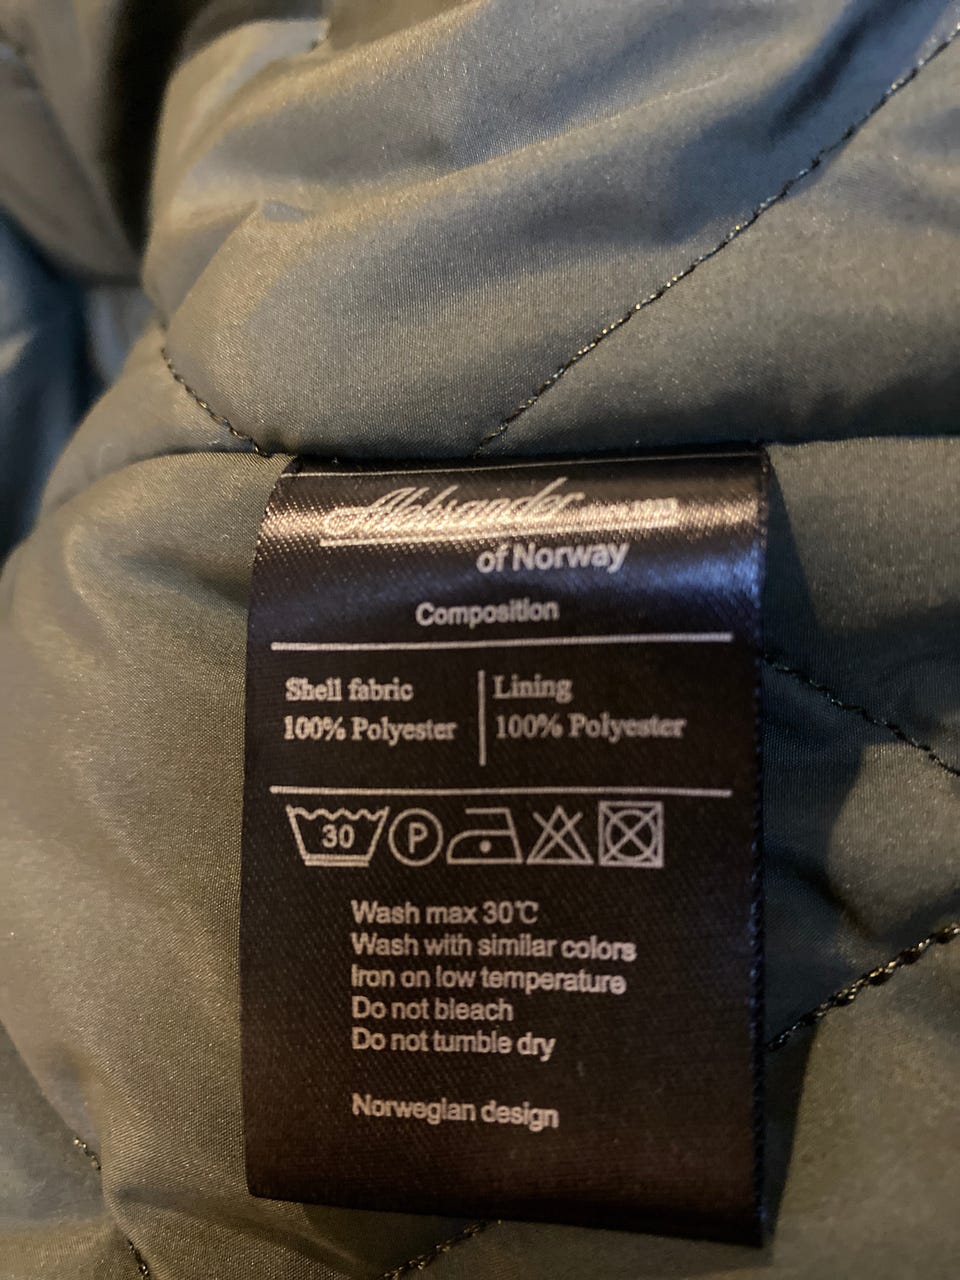 Aleksander
of Norway
Composition
Shell fabric
100% Polyester
Lining
100% Polyester
30 P
Wash max 30°C
Wash with similar colors
Iron on low temperature
Do not bleach
Do not tumble dry
Norwegian design